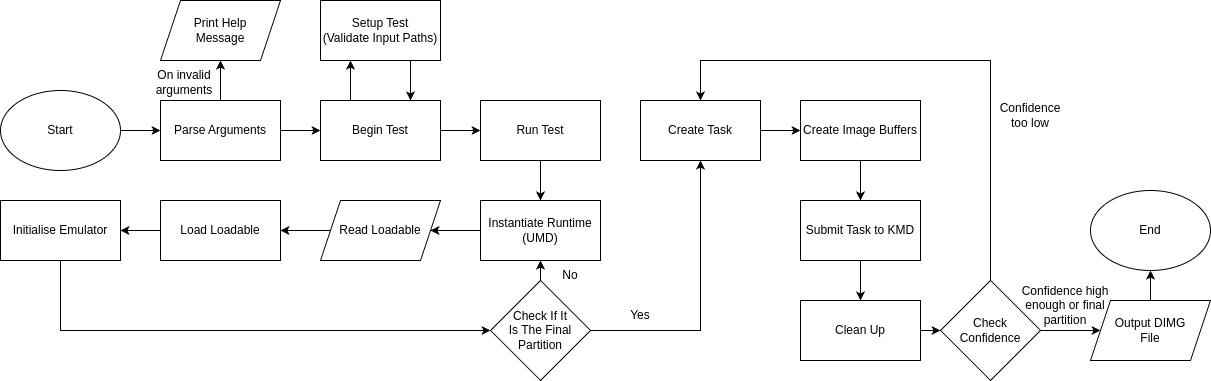 Print Help
Message
Setup Test
(Validate Input Paths)
On invalid
arguments
Start
Parse Arguments
Begin Test
Run Test
Create Task
Create Image Buffers
Confidence
too low
Initialise Emulator
Load Loadable
Read Loadable
Instantiate Runtime
(UMD)
Submit Task to KMD
End
No
Yes
Check If It
Is The Final
Partition
Clean Up
Check
Confidence
Confidence high
enough or final
partition
Output DIMG
File